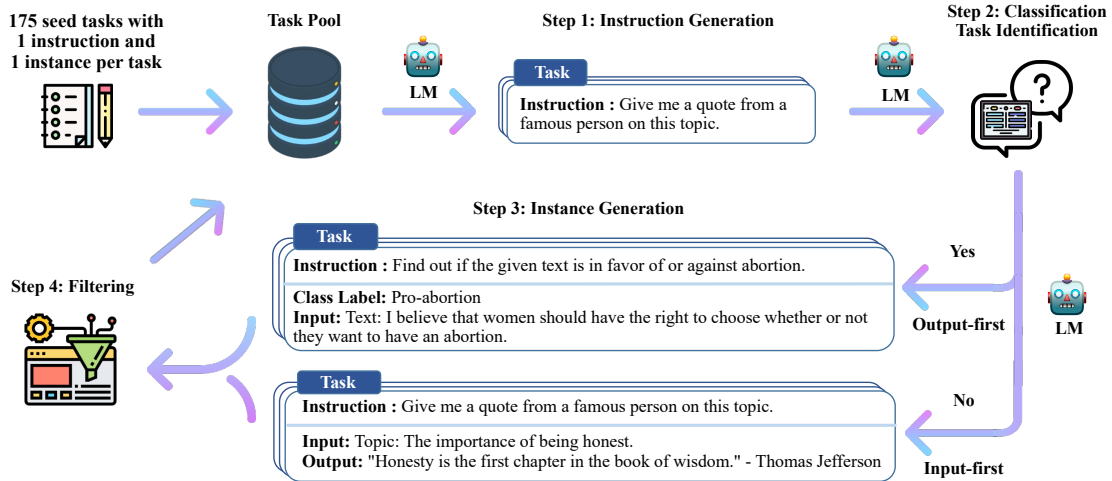 175 seed tasks with
1 instruction and
1 instance per task
Task Pool
LM
Step 1: Instruction Generation
Task
Instruction : Give me a quote from a
famous person on this topic.
LM
Step 2: Classification
Task Identification
?
Step 3: Instance Generation
Task
Instruction : Find out if the given text is in favor of or against abortion.
Class Label: Pro-abortion
Input: Text: I believe that women should have the right to choose whether or not
they want to have an abortion.
Yes
Output-first
LM
Step 4: Filtering
Task
Instruction : Give me a quote from a famous person on this topic.
Input: Topic: The importance of being honest.
Output: "Honesty is the first chapter in the book of wisdom." - Thomas Jefferson
No
Input-first